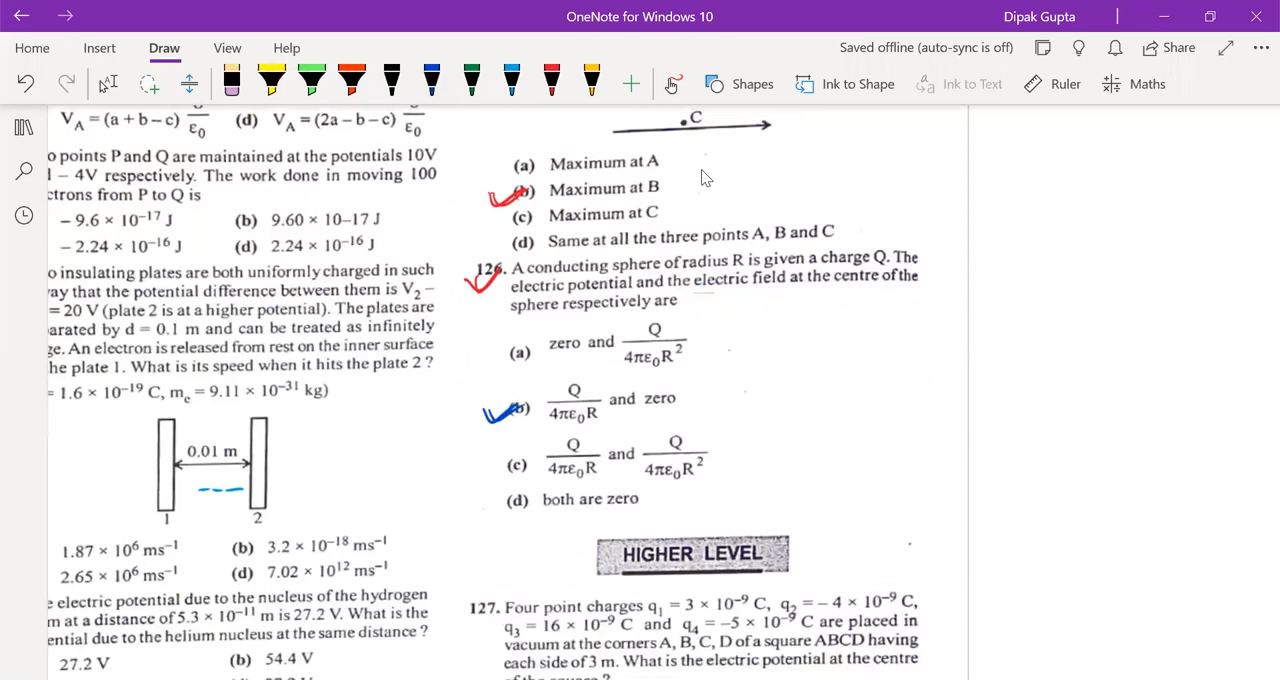 OneNote for Windows 10
Dipak Gupta
Home Insert Draw View Help
Saved offline (auto-sync is off)
Share
Shapes Ink to Shape Ink to Text Ruler Maths
V_A = (a + b − c) /ε₀ (d) V_A = (2a − b − c) /ε₀
o points P and Q are maintained at the potentials 10V
− 4V respectively. The work done in moving 100
ctrons from P to Q is
− 9.6 × 10⁻¹⁷ J (b) 9.60 × 10–17 J
− 2.24 × 10⁻¹⁶ J (d) 2.24 × 10⁻¹⁶ J
o insulating plates are both uniformly charged in such
ay that the potential difference between them is V₂ −
= 20 V (plate 2 is at a higher potential). The plates are
arated by d = 0.1 m and can be treated as infinitely
ge. An electron is released from rest on the inner surface
he plate 1. What is its speed when it hits the plate 2 ?
= 1.6 × 10⁻¹⁹ C, mₑ = 9.11 × 10⁻³¹ kg)
0.01 m
1 2
1.87 × 10⁶ ms⁻¹ (b) 3.2 × 10⁻¹⁸ ms⁻¹
2.65 × 10⁶ ms⁻¹ (d) 7.02 × 10¹² ms⁻¹
e electric potential due to the nucleus of the hydrogen
m at a distance of 5.3 × 10⁻¹¹ m is 27.2 V. What is the
ential due to the helium nucleus at the same distance ?
27.2 V (b) 54.4 V
C
(a) Maximum at A
(b) Maximum at B
(c) Maximum at C
(d) Same at all the three points A, B and C
126. A conducting sphere of radius R is given a charge Q. The
electric potential and the electric field at the centre of the
sphere respectively are
(a) zero and Q/4πε₀R²
(b) Q/4πε₀R and zero
(c) Q/4πε₀R and Q/4πε₀R²
(d) both are zero
HIGHER LEVEL
127. Four point charges q₁ = 3 × 10⁻⁹ C, q₂ = − 4 × 10⁻⁹ C,
q₃ = 16 × 10⁻⁹ C and q₄ = −5 × 10⁻⁹ C are placed in
vacuum at the corners A, B, C, D of a square ABCD having
each side of 3 m. What is the electric potential at the centre
of the square ?